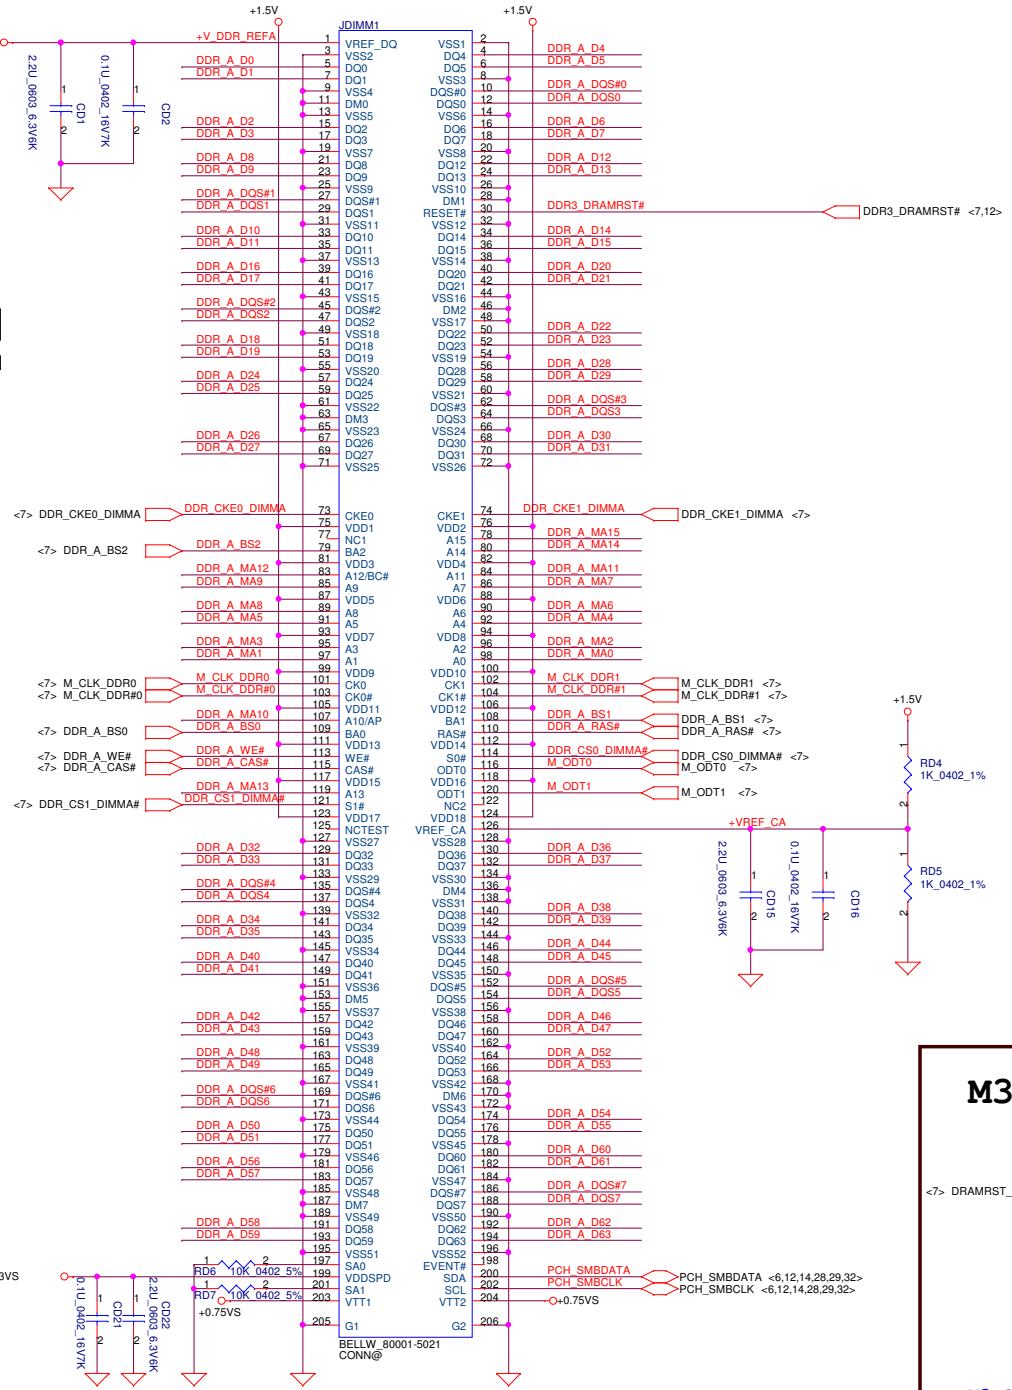 +1.5V
+1.5V
JDIMM1
+V_DDR_REFA 1 VREF_DQ VSS1 2
3 VSS2 DQ4 4 DDR_A_D4
DDR_A_D0 5 DQ0 DQ5 6 DDR_A_D5
DDR_A_D1 7 DQ1 VSS3 8
9 VSS4 DQS#0 10 DDR_A_DQS#0
11 DM0 DQS0 12 DDR_A_DQS0
13 VSS5 VSS6 14
DDR_A_D2 15 DQ2 DQ6 16 DDR_A_D6
DDR_A_D3 17 DQ3 DQ7 18 DDR_A_D7
19 VSS7 VSS8 20
DDR_A_D8 21 DQ8 DQ12 22 DDR_A_D12
DDR_A_D9 23 DQ9 DQ13 24 DDR_A_D13
25 VSS9 VSS10 26
DDR_A_DQS#1 27 DQS#1 DM1 28
DDR_A_DQS1 29 DQS1 RESET# 30 DDR3_DRAMRST# DDR3_DRAMRST# <7,12>
31 VSS11 VSS12 32
DDR_A_D10 33 DQ10 DQ14 34 DDR_A_D14
DDR_A_D11 35 DQ11 DQ15 36 DDR_A_D15
37 VSS13 VSS14 38
DDR_A_D16 39 DQ16 DQ20 40 DDR_A_D20
DDR_A_D17 41 DQ17 DQ21 42 DDR_A_D21
43 VSS15 VSS16 44
DDR_A_DQS#2 45 DQS#2 DM2 46
DDR_A_DQS2 47 DQS2 VSS17 48
49 VSS18 DQ22 50 DDR_A_D22
DDR_A_D18 51 DQ18 DQ23 52 DDR_A_D23
DDR_A_D19 53 DQ19 VSS19 54
55 VSS20 DQ28 56 DDR_A_D28
DDR_A_D24 57 DQ24 DQ29 58 DDR_A_D29
DDR_A_D25 59 DQ25 VSS21 60
61 VSS22 DQS#3 62 DDR_A_DQS#3
63 DM3 DQS3 64 DDR_A_DQS3
65 VSS23 VSS24 66
DDR_A_D26 67 DQ26 DQ30 68 DDR_A_D30
DDR_A_D27 69 DQ27 DQ31 70 DDR_A_D31
71 VSS25 VSS26 72
<7> DDR_CKE0_DIMMA DDR_CKE0_DIMMA 73 CKE0 CKE1 74 DDR_CKE1_DIMMA DDR_CKE1_DIMMA <7>
75 VDD1 VDD2 76
77 NC1 A15 78 DDR_A_MA15
<7> DDR_A_BS2 DDR_A_BS2 79 BA2 A14 80 DDR_A_MA14
81 VDD3 VDD4 82
DDR_A_MA12 83 A12/BC# A11 84 DDR_A_MA11
DDR_A_MA9 85 A9 A7 86 DDR_A_MA7
87 VDD5 VDD6 88
DDR_A_MA8 89 A8 A6 90 DDR_A_MA6
DDR_A_MA5 91 A5 A4 92 DDR_A_MA4
93 VDD7 VDD8 94
DDR_A_MA3 95 A3 A2 96 DDR_A_MA2
DDR_A_MA1 97 A1 A0 98 DDR_A_MA0
99 VDD9 VDD10 100
<7> M_CLK_DDR0 M_CLK_DDR0 101 CK0 CK1 102 M_CLK_DDR1 M_CLK_DDR1 <7>
<7> M_CLK_DDR#0 M_CLK_DDR#0 103 CK0# CK1# 104 M_CLK_DDR#1 M_CLK_DDR#1 <7>
105 VDD11 VDD12 106
DDR_A_MA10 107 A10/AP BA1 108 DDR_A_BS1 DDR_A_BS1 <7>
<7> DDR_A_BS0 DDR_A_BS0 109 BA0 RAS# 110 DDR_A_RAS# DDR_A_RAS# <7>
111 VDD13 VDD14 112
<7> DDR_A_WE# DDR_A_WE# 113 WE# S0# 114 DDR_CS0_DIMMA# DDR_CS0_DIMMA# <7>
<7> DDR_A_CAS# DDR_A_CAS# 115 CAS# ODT0 116 M_ODT0 M_ODT0 <7>
117 VDD15 VDD16 118
DDR_A_MA13 119 A13 ODT1 120 M_ODT1 M_ODT1 <7>
<7> DDR_CS1_DIMMA# DDR_CS1_DIMMA# 121 S1# NC2 122
123 VDD17 VDD18 124
125 NCTEST VREF_CA 126 +VREF_CA
127 VSS27 VSS28 128
DDR_A_D32 129 DQ32 DQ36 130 DDR_A_D36
DDR_A_D33 131 DQ33 DQ37 132 DDR_A_D37
133 VSS29 VSS30 134
DDR_A_DQS#4 135 DQS#4 DM4 136
DDR_A_DQS4 137 DQS4 VSS31 138
139 VSS32 DQ38 140 DDR_A_D38
DDR_A_D34 141 DQ34 DQ39 142 DDR_A_D39
DDR_A_D35 143 DQ35 VSS33 144
145 VSS34 DQ44 146 DDR_A_D44
DDR_A_D40 147 DQ40 DQ45 148 DDR_A_D45
DDR_A_D41 149 DQ41 VSS35 150
151 VSS36 DQS#5 152 DDR_A_DQS#5
153 DM5 DQS5 154 DDR_A_DQS5
155 VSS37 VSS38 156
DDR_A_D42 157 DQ42 DQ46 158 DDR_A_D46
DDR_A_D43 159 DQ43 DQ47 160 DDR_A_D47
161 VSS39 VSS40 162
DDR_A_D48 163 DQ48 DQ52 164 DDR_A_D52
DDR_A_D49 165 DQ49 DQ53 166 DDR_A_D53
167 VSS41 VSS42 168
DDR_A_DQS#6 169 DQS#6 DM6 170
DDR_A_DQS6 171 DQS6 VSS43 172
173 VSS44 DQ54 174 DDR_A_D54
DDR_A_D50 175 DQ50 DQ55 176 DDR_A_D55
DDR_A_D51 177 DQ51 VSS45 178
179 VSS46 DQ60 180 DDR_A_D60
DDR_A_D56 181 DQ56 DQ61 182 DDR_A_D61
DDR_A_D57 183 DQ57 VSS47 184
185 VSS48 DQS#7 186 DDR_A_DQS#7
187 DM7 DQS7 188 DDR_A_DQS7
189 VSS49 VSS50 190
DDR_A_D58 191 DQ58 DQ62 192 DDR_A_D62
DDR_A_D59 193 DQ59 DQ63 194 DDR_A_D63
195 VSS51 VSS52 196
197 SA0 EVENT# 198
199 VDDSPD SDA 200 PCH_SMBDATA PCH_SMBDATA <6,12,14,28,29,32>
201 SA1 SCL 202 PCH_SMBCLK PCH_SMBCLK <6,12,14,28,29,32>
+0.75VS 203 VTT1 VTT2 204 +0.75VS
205 G1 G2 206
BELLW_80001-5021
CONN@
1 2
CD1
2.2U_0603_6.3V6K
1 2
CD2
0.1U_0402_16V7K
1 2
RD6 10K_0402_5%
1 2
RD7 10K_0402_5%
3VS
1 2
CD21
0.1U_0402_16V7K
1 2
CD22
2.2U_0603_6.3V6K
+1.5V
1 2
RD4
1K_0402_1%
1 2
RD5
1K_0402_1%
1 2
CD15
2.2U_0603_6.3V6K
1 2
CD16
0.1U_0402_16V7K
M3
<7> DRAMRST_